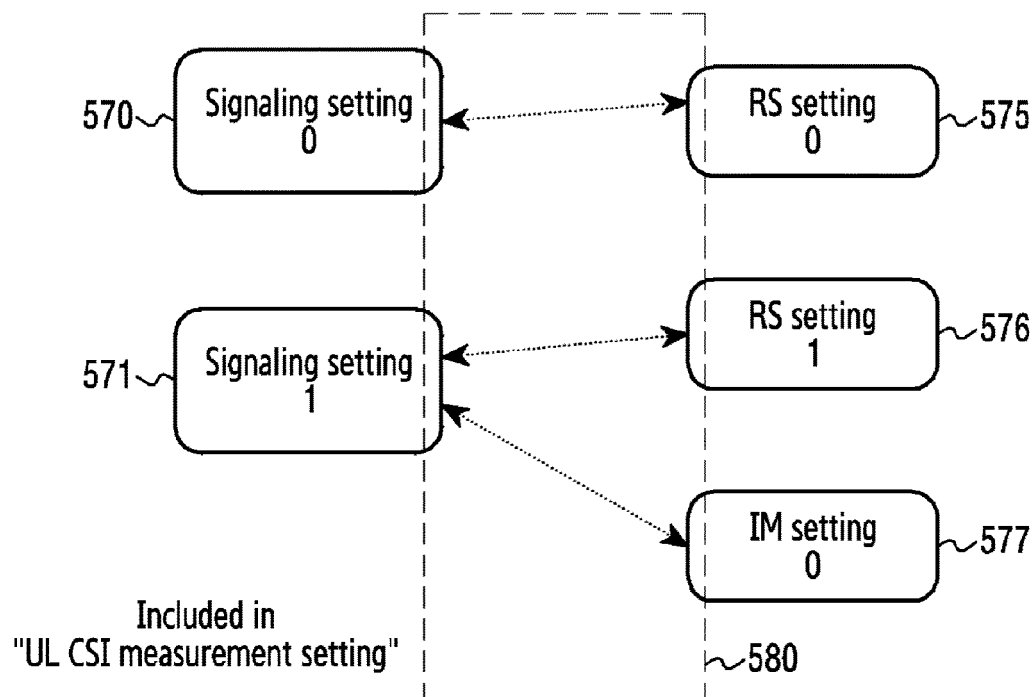 570
Signaling setting
0
RS setting
0
575
571
Signaling setting
1
RS setting
1
576
IM setting
0
577
Included in
"UL CSI measurement setting"
580